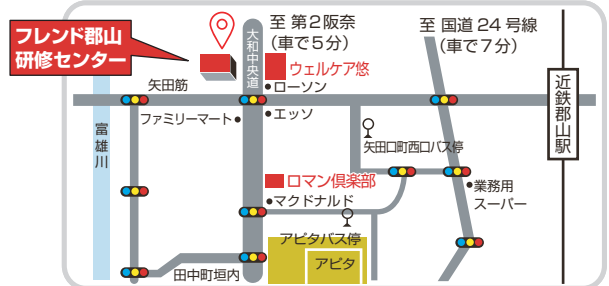 フレンド郡山
研修センター
至 第2阪奈
(車で5分)
至 国道24号線
(車で7分)
大和中央道
ウェルケア悠
ローソン
矢田筋
ファミリーマート
エッソ
富雄川
矢田口町西口バス停
近鉄郡山駅
ロマン倶楽部
マクドナルド
業務用
スーパー
アピタバス停
アピタ
田中町垣内